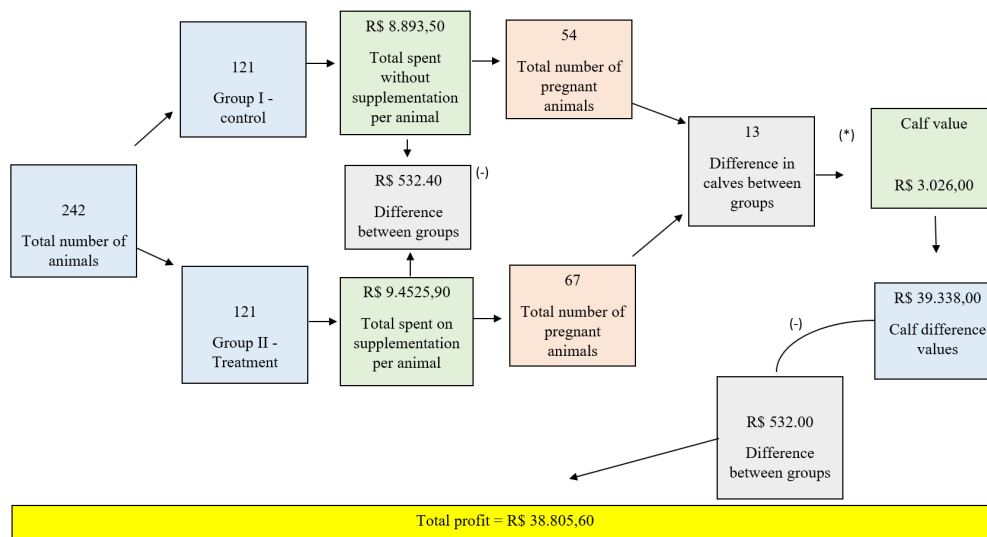 242
Total number of
animals
121
Group I -
control
R$ 8.893,50
Total spent
without
supplementation
per animal
54
Total number of
pregnant
animals
R$ 532.40
Difference
between groups
(-)
121
Group II -
Treatment
R$ 9.4525,90
Total spent on
supplementation
per animal
67
Total number of
pregnant
animals
13
Difference in
calves between
groups
(*)
Calf value
R$ 3.026,00
R$ 39.338,00
Calf difference
values
(-)
R$ 532.00
Difference
between groups
Total profit = R$ 38.805,60